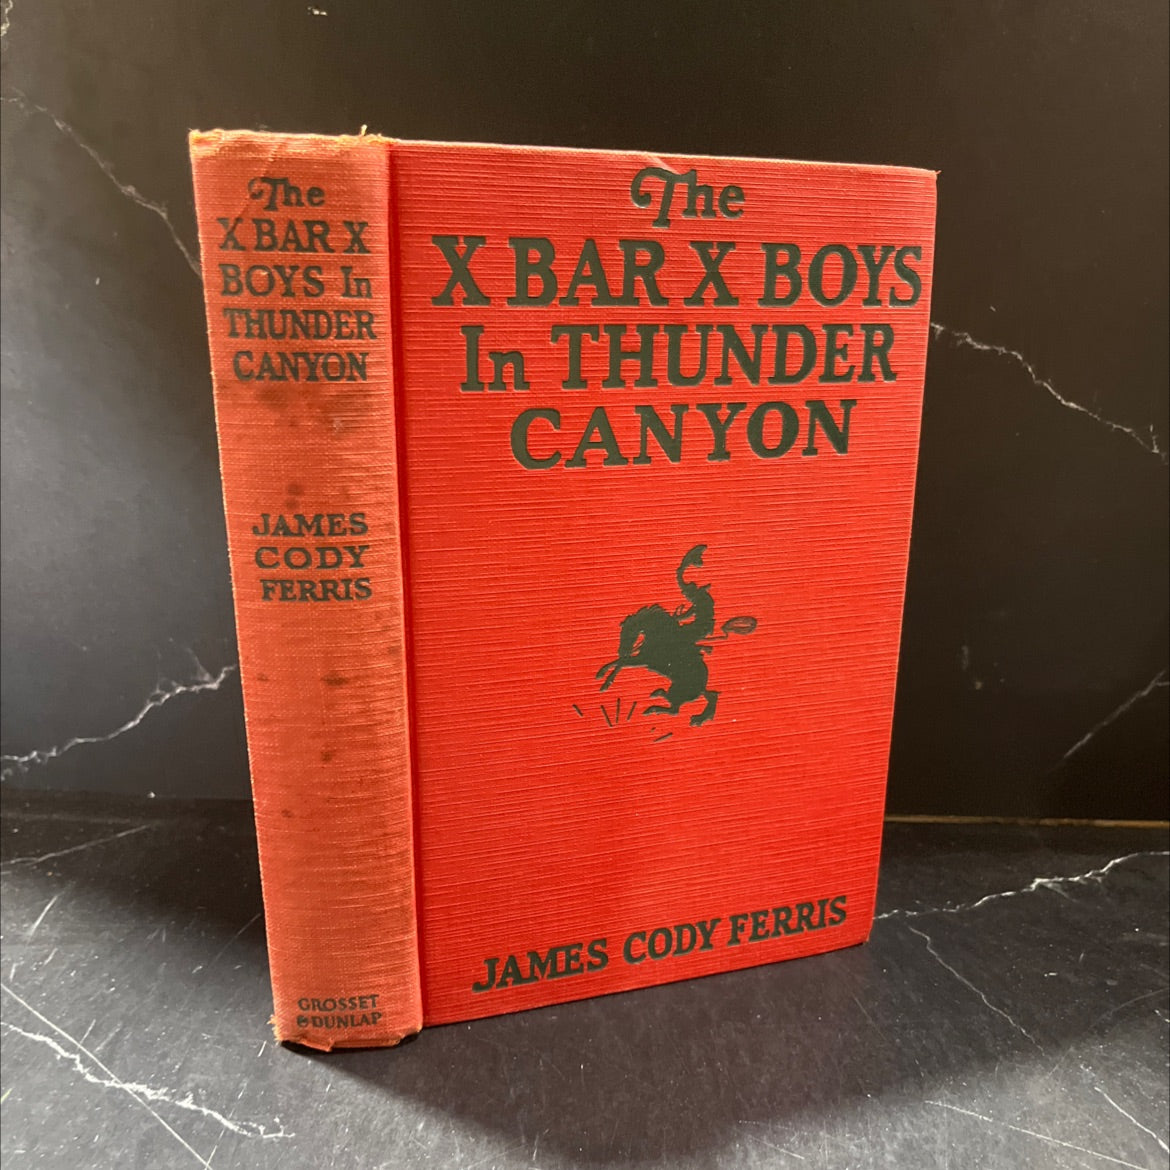 The
X BAR X
BOYS In
THUNDER
CANYON
JAMES
CODY
FERRIS
GROSSET
& DUNLAP
The
X BAR X BOYS
In THUNDER
CANYON
JAMES CODY FERRIS